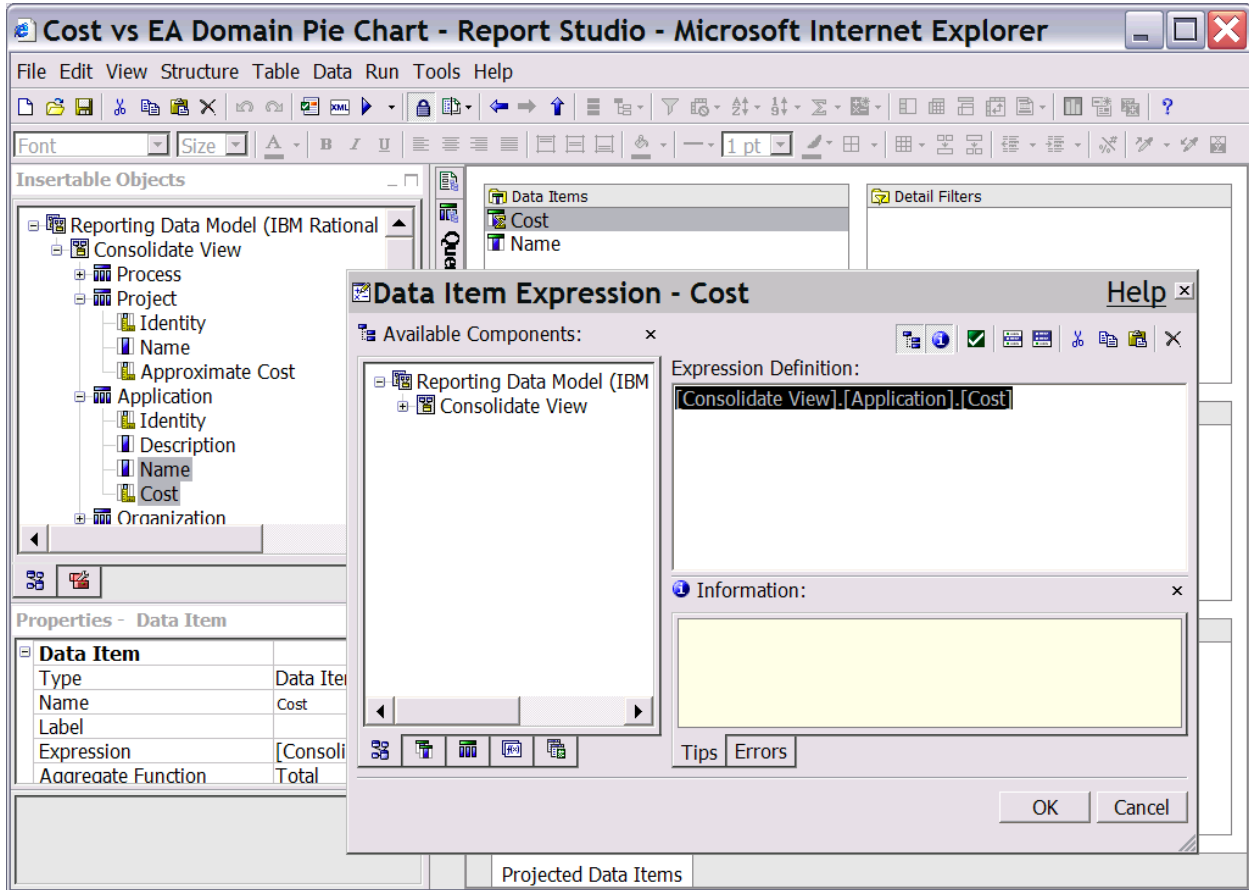 Cost vs EA Domain Pie Chart - Report Studio - Microsoft Internet Explorer
File Edit View Structure Table Data Run Tools Help
XML
?
Font Size A B I U 1 pt
Insertable Objects
Reporting Data Model (IBM Rational
Consolidate View
Process
Project
Identity
Name
Approximate Cost
Application
Identity
Description
Name
Cost
Organization
Properties - Data Item
Data Item
Type Data Ite
Name Cost
Label
Expression [Consoli
Aggregate Function Total
Que
Data Items
Cost
Name
Detail Filters
Data Item Expression - Cost Help
Available Components:
Reporting Data Model (IBM
Consolidate View
Expression Definition:
[Consolidate View].[Application].[Cost]
Information:
Tips Errors
OK Cancel
Projected Data Items